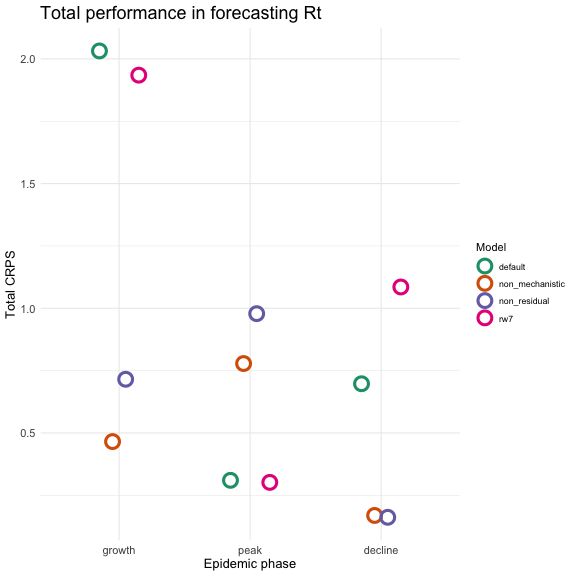 Total performance in forecasting Rt
2.0
1.5
1.0
0.5
Total CRPS
growth
peak
decline
Epidemic phase
Model
default
non_mechanistic
non_residual
rw7